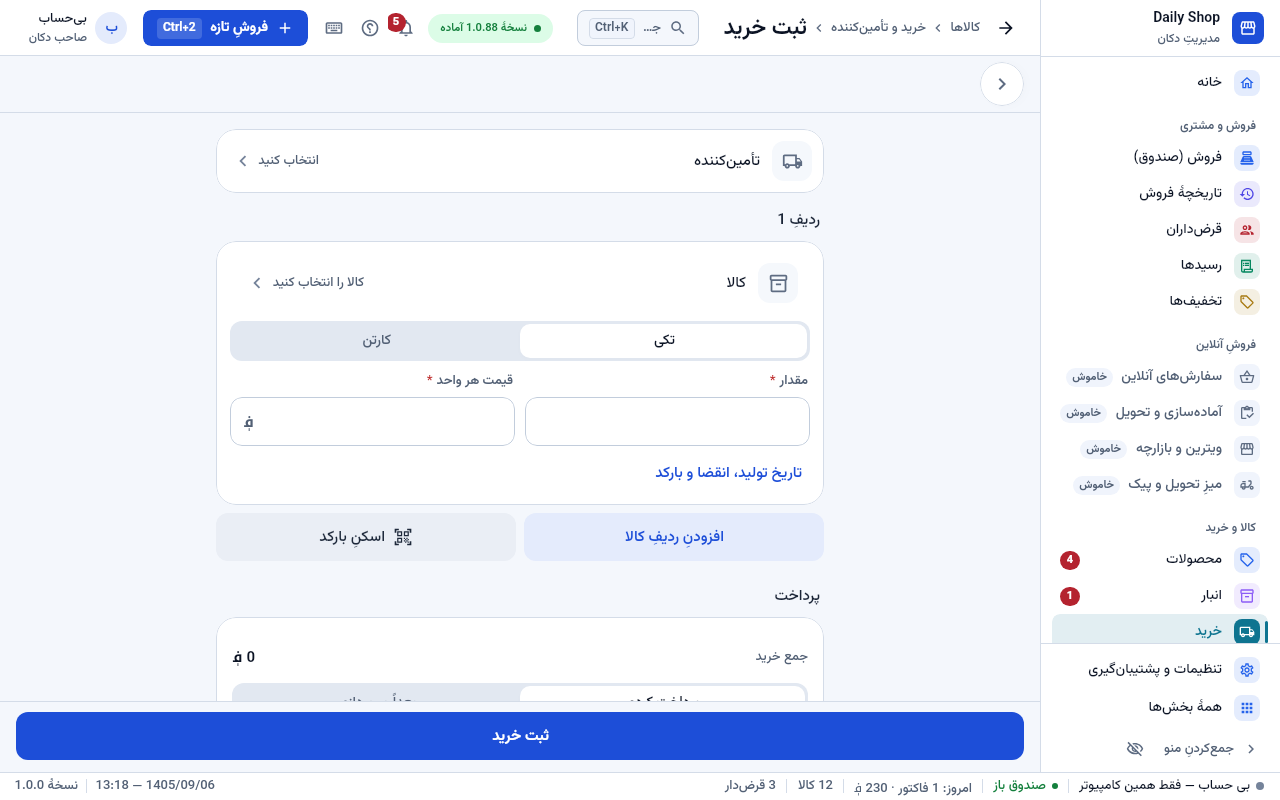 Daily Shop
مدیریتِ دکان
خانه
فروش و مشتری
فروش (صندوق)
تاریخچهٔ فروش
قرض‌داران
رسیدها
تخفیف‌ها
فروشِ آنلاین
سفارش‌های آنلاین خاموش
آماده‌سازی و تحویل خاموش
ویترین و بازارچه خاموش
میزِ تحویل و پیک خاموش
کالا و خرید
محصولات 4
انبار 1
خرید
تنظیمات و پشتیبان‌گیری
همهٔ بخش‌ها
جمع‌کردنِ منو
کالاها
خرید و تأمین‌کننده
ثبت خرید
جـ... Ctrl+K
نسخهٔ 1.0.88 آماده
5
فروشِ تازه Ctrl+2
ب
بی‌حساب
صاحب دکان
تأمین‌کننده
انتخاب کنید
ردیفِ 1
کالا
کالا را انتخاب کنید
تکی
کارتن
مقدار *
قیمت هر واحد *
؋
تاریخ تولید، انقضا و بارکد
افزودنِ ردیفِ کالا
اسکنِ بارکد
پرداخت
جمع خرید
0 ؋
ثبت خرید
بی حساب — فقط همین کامپیوتر
صندوق باز
امروز: 1 فاکتور · 230 ؋
12 کالا
3 قرض‌دار
1405/09/06 — 13:18
نسخهٔ 1.0.0